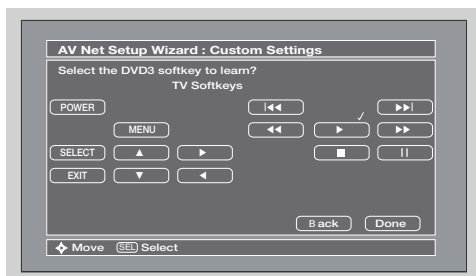 AV Net Setup Wizard : Custom Settings
Select the DVD3 softkey to learn?
TV Softkeys
POWER
MENU
SELECT
EXIT
Back Done
Move SEL Select